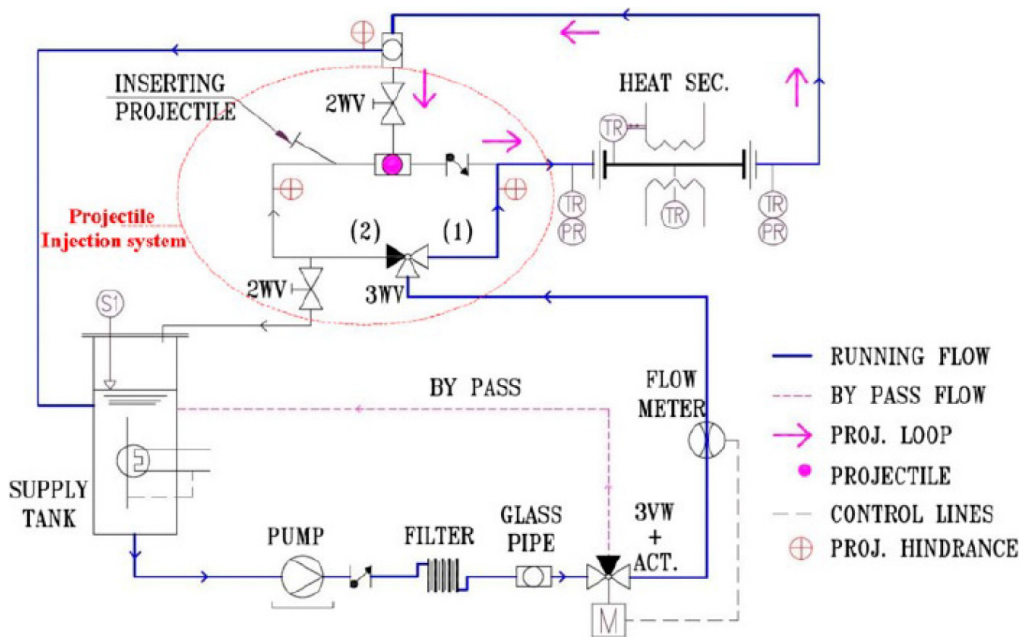 INSERTING
PROJECTILE
2WV
HEAT SEC.
TR
Projectile
Injection system
(2)
(1)
TR
PR
TR
TR
PR
2WV
3WV
S1
BY PASS
FLOW
METER
RUNNING FLOW
BY PASS FLOW
PROJ. LOOP
PROJECTILE
CONTROL LINES
PROJ. HINDRANCE
SUPPLY
TANK
PUMP
FILTER
GLASS
PIPE
3VW
+
ACT.
M